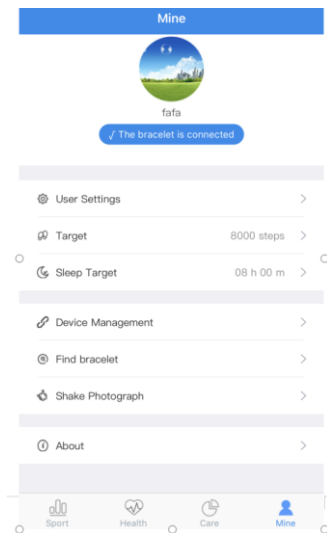 Mine
fafa
√ The bracelet is connected
User Settings
Target 8000 steps
Sleep Target 08 h 00 m
Device Management
Find bracelet
Shake Photograph
About
Sport Health Care Mine